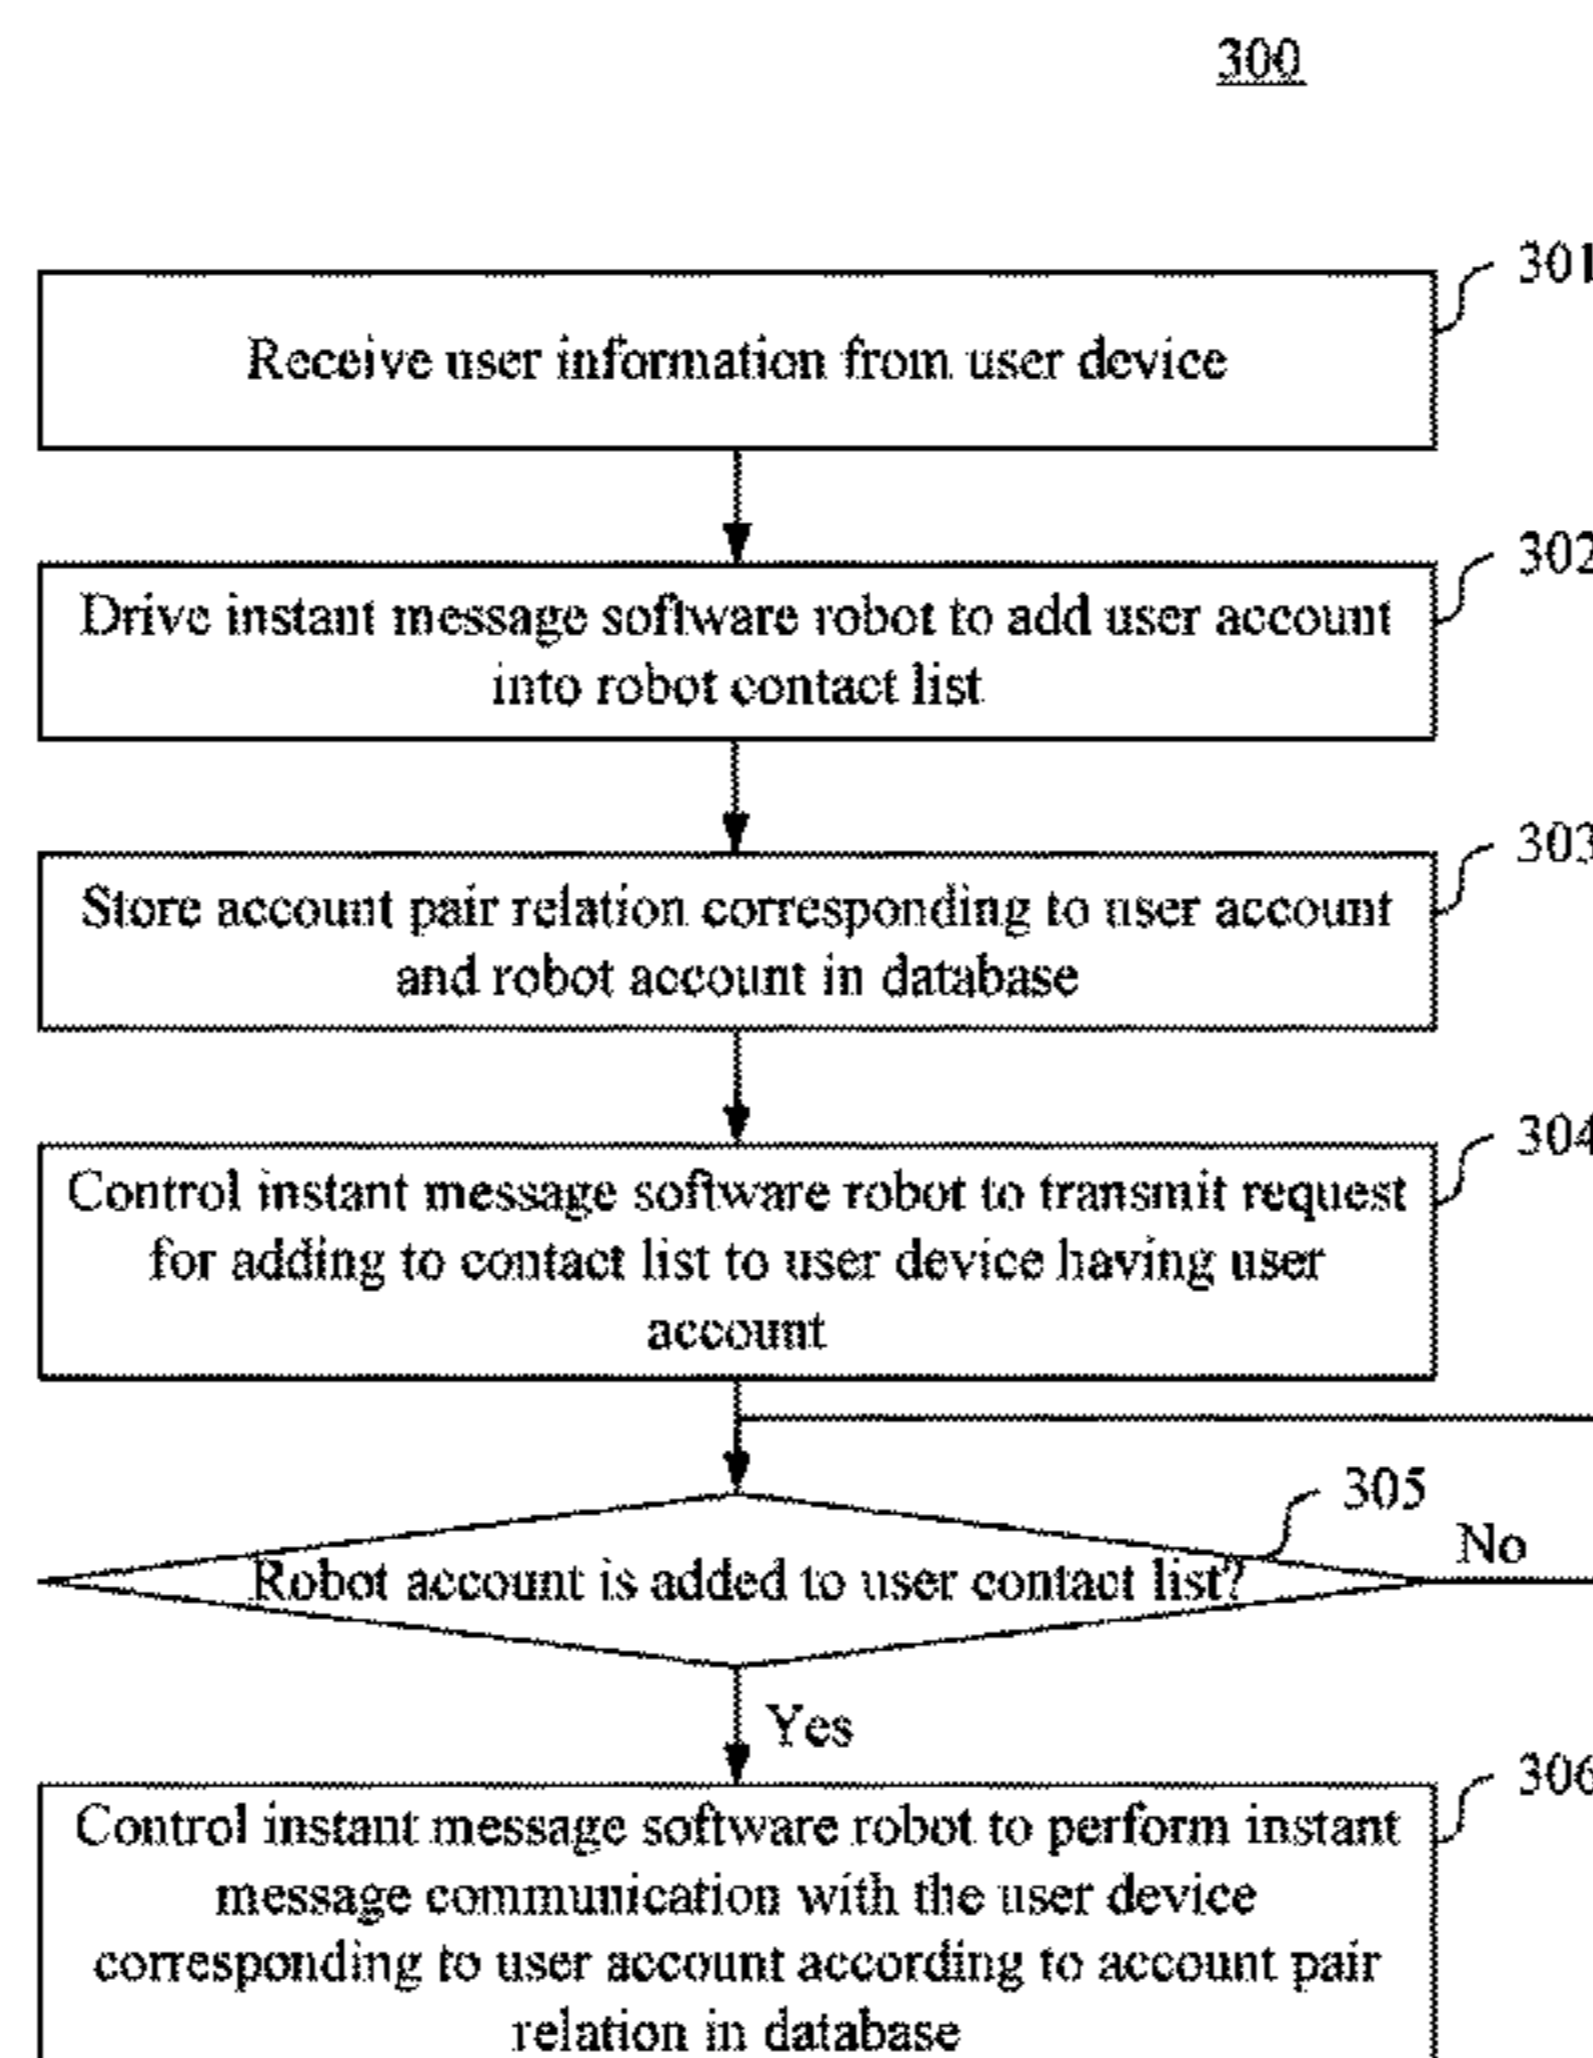 300
301
Receive user information from user device
302
Drive instant message software robot to add user account
into robot contact list
303
Store account pair relation corresponding to user account
and robot account in database
304
Control instant message software robot to transmit request
for adding to contact list to user device having user
account
305
Robot account is added to user contact list?
No
Yes
306
Control instant message software robot to perform instant
message communication with the user device
corresponding to user account according to account pair
relation in database